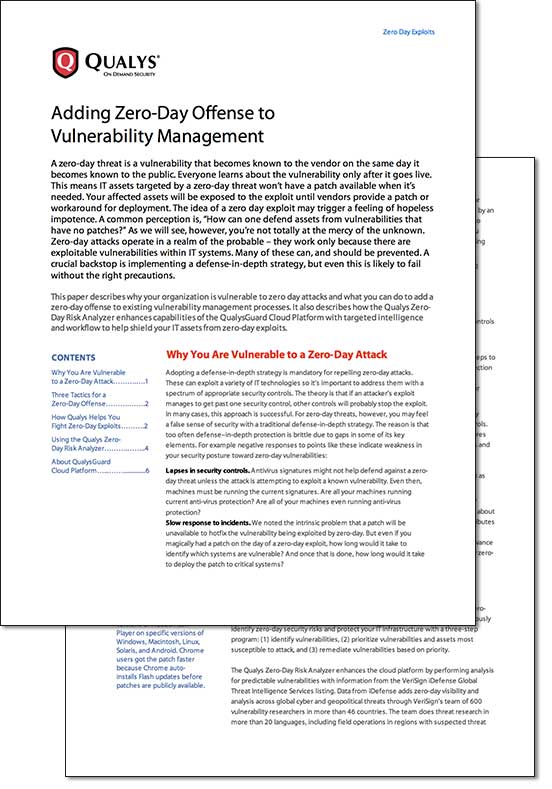 Zero Day Exploits
QUALYS®
ON DEMAND SECURITY
Adding Zero-Day Offense to
Vulnerability Management
A zero-day threat is a vulnerability that becomes known to the vendor on the same day it
becomes known to the public. Everyone learns about the vulnerability only after it goes live.
This means IT assets targeted by a zero-day threat won't have a patch available when it's
needed. Your affected assets will be exposed to the exploit until vendors provide a patch or
workaround for deployment. The idea of a zero day exploit may trigger a feeling of hopeless
impotence. A common perception is, "How can one defend assets from vulnerabilities that
have no patches?" As we will see, however, you're not totally at the mercy of the unknown.
Zero-day attacks operate in a realm of the probable – they work only because there are
exploitable vulnerabilities within IT systems. Many of these can, and should be prevented. A
crucial backstop is implementing a defense-in-depth strategy, but even this is likely to fail
without the right precautions.
This paper describes why your organization is vulnerable to zero day attacks and what you can do to add a
zero-day offense to existing vulnerability management processes. It also describes how the Qualys Zero-
Day Risk Analyzer enhances capabilities of the QualysGuard Cloud Platform with targeted intelligence
and workflow to help shield your IT assets from zero-day exploits.
CONTENTS
Why You Are Vulnerable
to a Zero-Day Attack..............1
Three Tactics for a
Zero-Day Offense.................2
How Qualys Helps You
Fight Zero-Day Exploits..........2
Using the Qualys Zero-
Day Risk Analyzer.................4
About QualysGuard
Cloud Platform.....................6
Why You Are Vulnerable to a Zero-Day Attack
Adopting a defense-in-depth strategy is mandatory for repelling zero-day attacks.
These can exploit a variety of IT technologies so it's important to address them with a
spectrum of appropriate security controls. The theory is that if an attacker's exploit
manages to get past one security control, other controls will probably stop the exploit.
In many cases, this approach is successful. For zero-day threats, however, you may feel
a false sense of security with a traditional defense-in-depth strategy. The reason is that
too often defense–in-depth protection is brittle due to gaps in some of its key
elements. For example negative responses to points like these indicate weakness in
your security posture toward zero-day vulnerabilities:
Lapses in security controls. Antivirus signatures might not help defend against a zero-
day threat unless the attack is attempting to exploit a known vulnerability. Even then,
machines must be running the current signatures. Are all your machines running
current anti-virus protection? Are all of your machines even running anti-virus
protection?
Slow response to incidents. We noted the intrinsic problem that a patch will be
unavailable to hotfix the vulnerability being exploited by zero-day. But even if you
magically had a patch on the day of a zero-day exploit, how long would it take to
identify which systems are vulnerable? And once that is done, how long would it take
to deploy the patch to critical systems?
by an
ntrols
eps to
ction
rols.
res
and
as
about
butes
vance
zero-
ero-
ously
Player on specific versions of
Windows, Macintosh, Linux,
Solaris, and Android. Chrome
users got the patch faster
because Chrome auto-
installs Flash updates before
patches are publicly available.
identify zero-day security risks and protect your IT infrastructure with a three-step
program: (1) identify vulnerabilities, (2) prioritize vulnerabilities and assets most
susceptible to attack, and (3) remediate vulnerabilities based on priority.
The Qualys Zero-Day Risk Analyzer enhances the cloud platform by performing analysis
for predictable vulnerabilities with information from the VeriSign iDefense Global
Threat Intelligence Services listing. Data from iDefense adds zero-day visibility and
analysis across global cyber and geopolitical threats through VeriSign's team of 600
vulnerability researchers in more than 46 countries. The team does threat research in
more than 20 languages, including field operations in regions with suspected threat